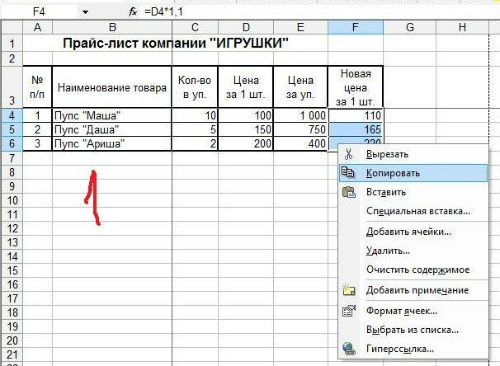 F4 fx =D4*1,1
A B C D E F G H
1 Прайс-лист компании "ИГРУШКИ"
2
3 № п/п Наименование товара Кол-во в уп. Цена за 1 шт. Цена за уп. Новая цена за 1 шт.
4 1 Пупс "Маша" 10 100 1 000 110
5 2 Пупс "Даша" 5 150 750 165
6 3 Пупс "Ариша" 2 200 400 220
7
8
9
10
11
12
13
14
15
16
17
18
19
20
21
1
Вырезать
Копировать
Вставить
Специальная вставка...
Добавить ячейки...
Удалить...
Очистить содержимое
Добавить примечание
Формат ячеек...
Выбрать из списка...
Гиперссылка...